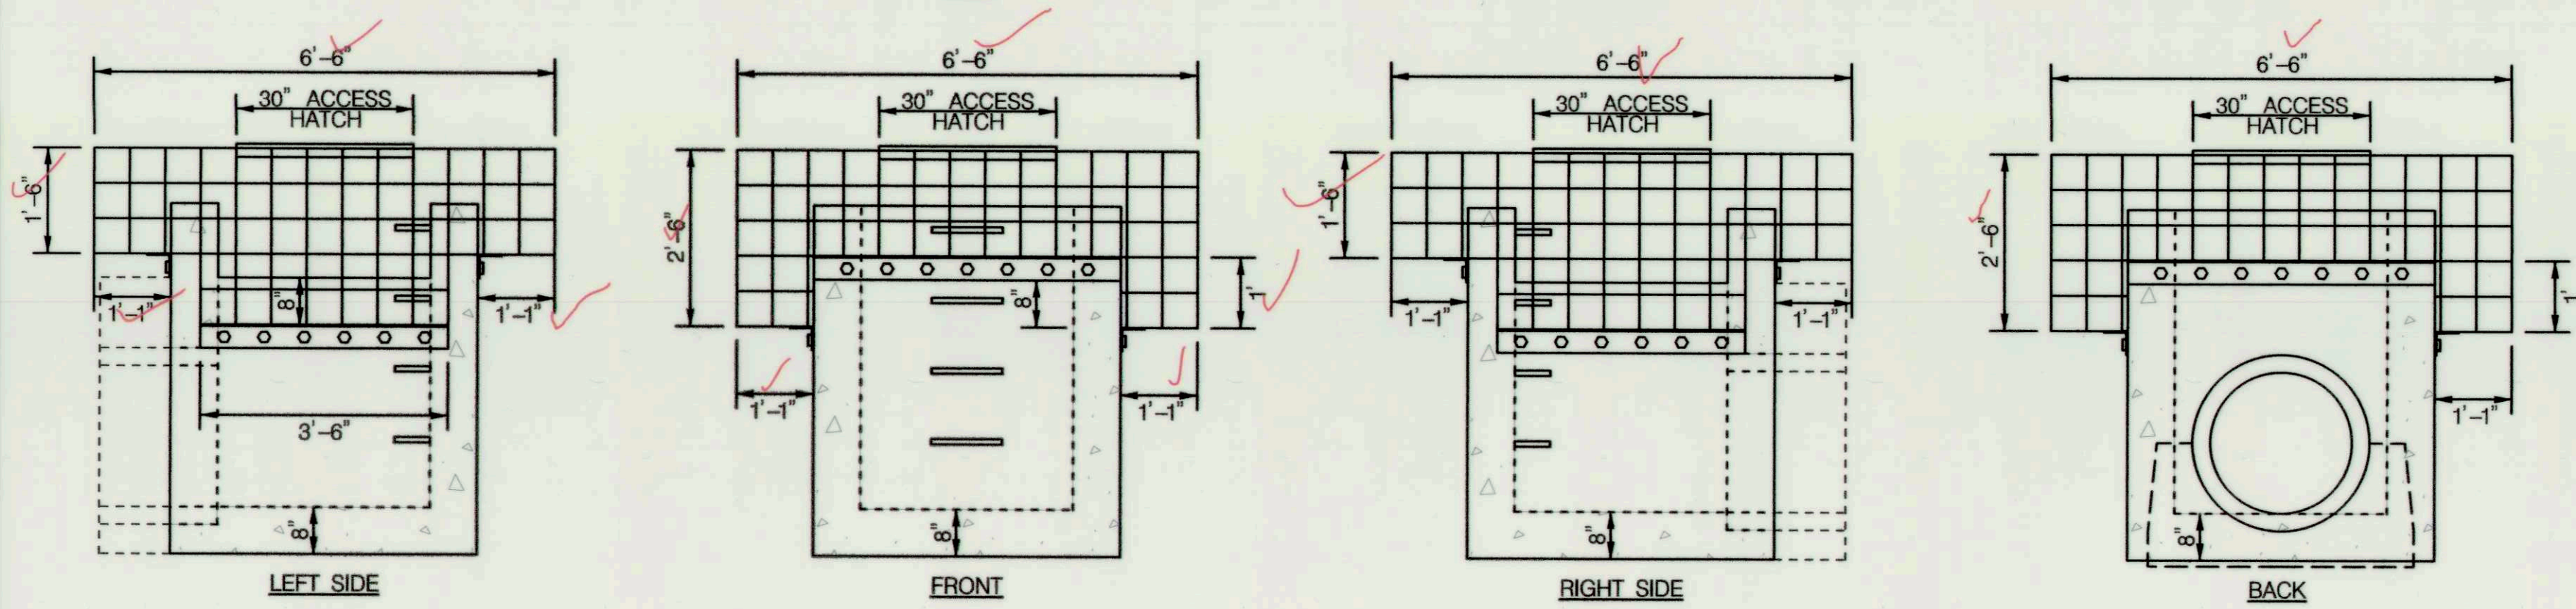 6'-6"
30" ACCESS
HATCH
1'-6"
1'-1"
8"
1'-1"
3'-6"
8"
LEFT SIDE
6'-6"
30" ACCESS
HATCH
2'-6"
8"
1'
1'-1"
1'-1"
8"
FRONT
6'-6"
30" ACCESS
HATCH
1'-6"
1'-1"
1'-1"
8"
RIGHT SIDE
6'-6"
30" ACCESS
HATCH
2'-6"
1'
1'-1"
8"
BACK